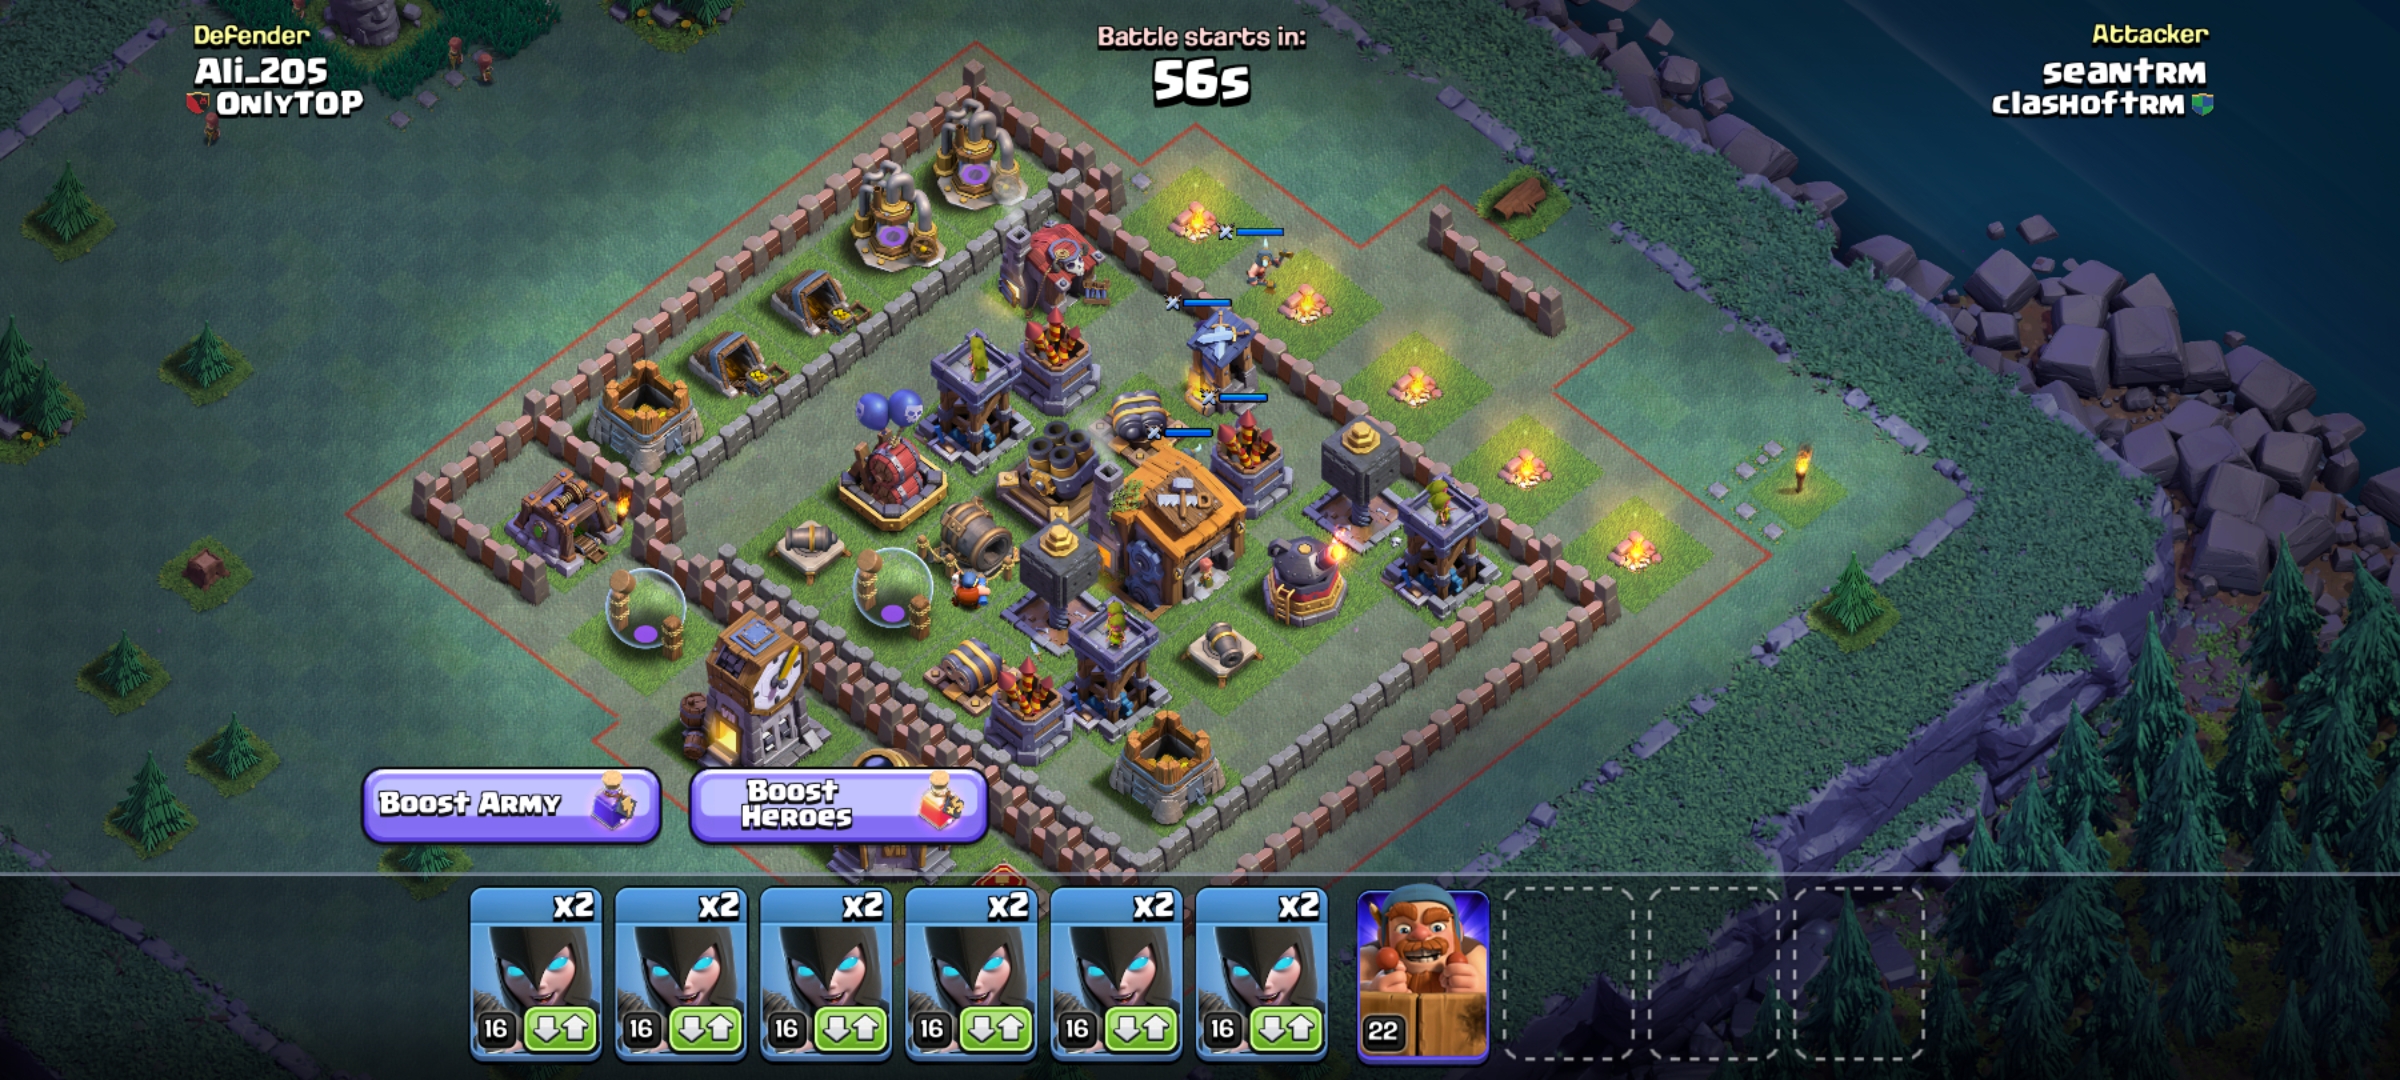 Defender
Ali_205
OnlyTOP
Battle starts in:
56s
Attacker
seantRM
clashoftRM
Boost Army
Boost
Heroes
x2
x2
x2
x2
x2
x2
16
16
16
16
16
16
22